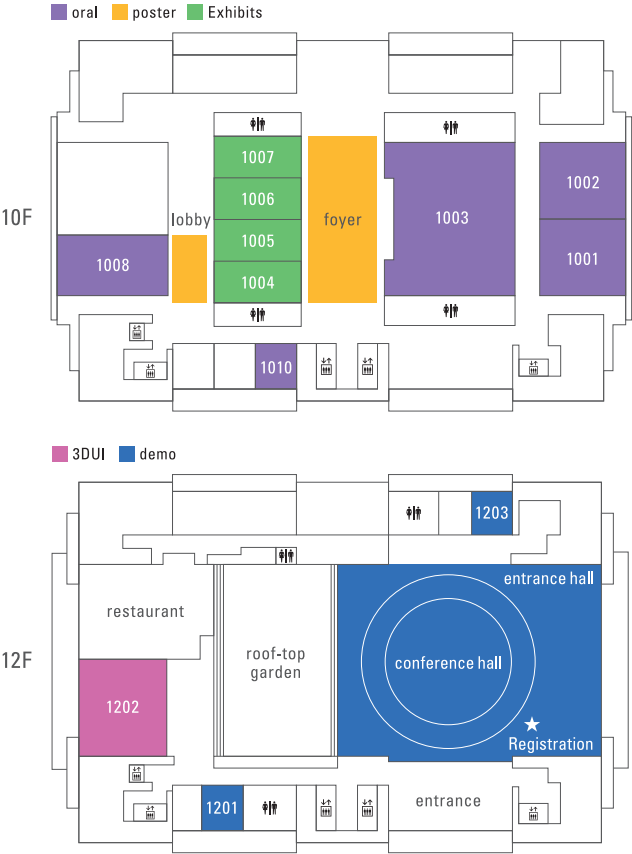 oral poster Exhibits
10F
1007
1006
1005
1004
lobby
foyer
1003
1002
1001
1008
1010
3DUI demo
12F
1203
entrance hall
restaurant
roof-top
garden
conference hall
1202
Registration
1201
entrance